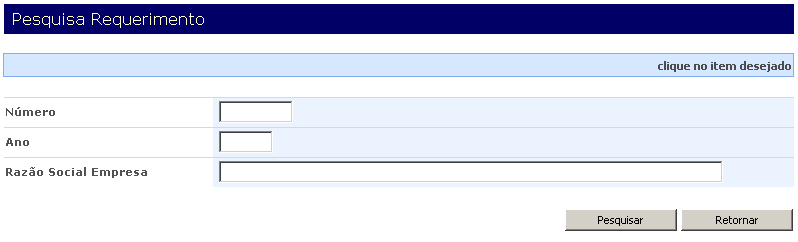 Pesquisa Requerimento
clique no item desejado
Número
Ano
Razão Social Empresa
Pesquisar Retornar